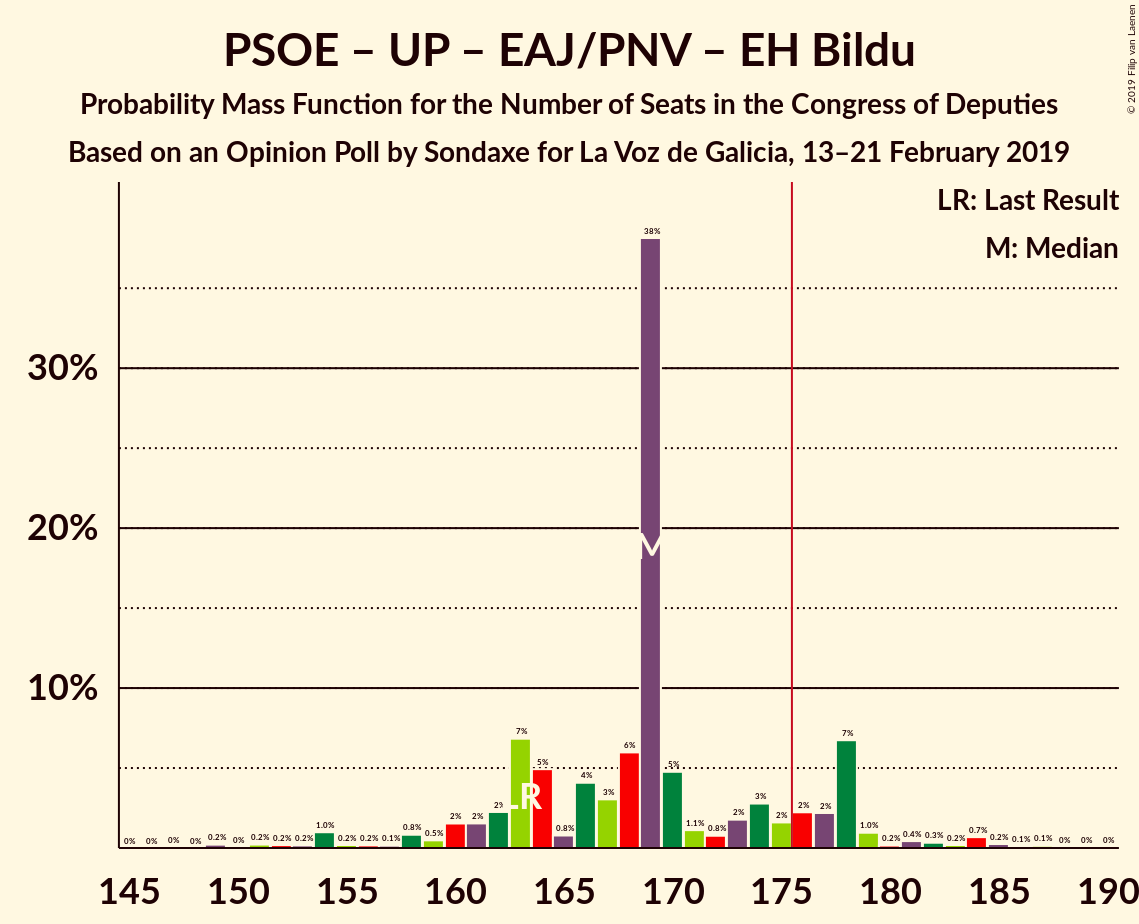 PSOE – UP – EAJ/PNV – EH Bildu
Probability Mass Function for the Number of Seats in the Congress of Deputies
Based on an Opinion Poll by Sondaxe for La Voz de Galicia, 13–21 February 2019
© 2019 Filip van Laenen
LR: Last Result
M: Median
30%
20%
10%
0% 0% 0% 0% 0.2% 0% 0.2% 0.2% 0.2% 1.0% 0.2% 0.2% 0.1% 0.8% 0.5% 2% 2% 2% 7% 5% 0.8% 4% 3% 6% 38% 5% 1.1% 0.8% 2% 3% 2% 2% 2% 7% 1.0% 0.2% 0.4% 0.3% 0.2% 0.7% 0.2% 0.1% 0.1% 0% 0% 0%
LR
M
145 150 155 160 165 170 175 180 185 190